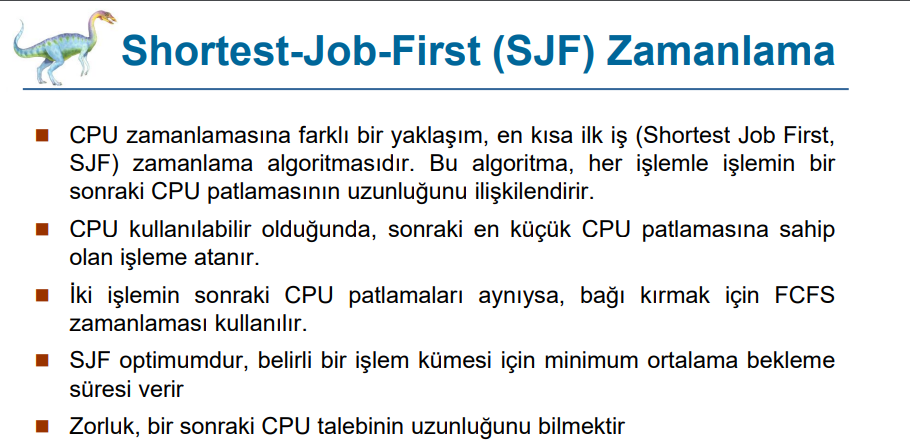 Shortest-Job-First (SJF) Zamanlama
CPU zamanlamasına farklı bir yaklaşım, en kısa ilk iş (Shortest Job First,
SJF) zamanlama algoritmasıdır. Bu algoritma, her işlemle işlemin bir
sonraki CPU patlamasının uzunluğunu ilişkilendirir.
CPU kullanılabilir olduğunda, sonraki en küçük CPU patlamasına sahip
olan işleme atanır.
İki işlemin sonraki CPU patlamaları aynıysa, bağı kırmak için FCFS
zamanlaması kullanılır.
SJF optimumdur, belirli bir işlem kümesi için minimum ortalama bekleme
süresi verir
Zorluk, bir sonraki CPU talebinin uzunluğunu bilmektir